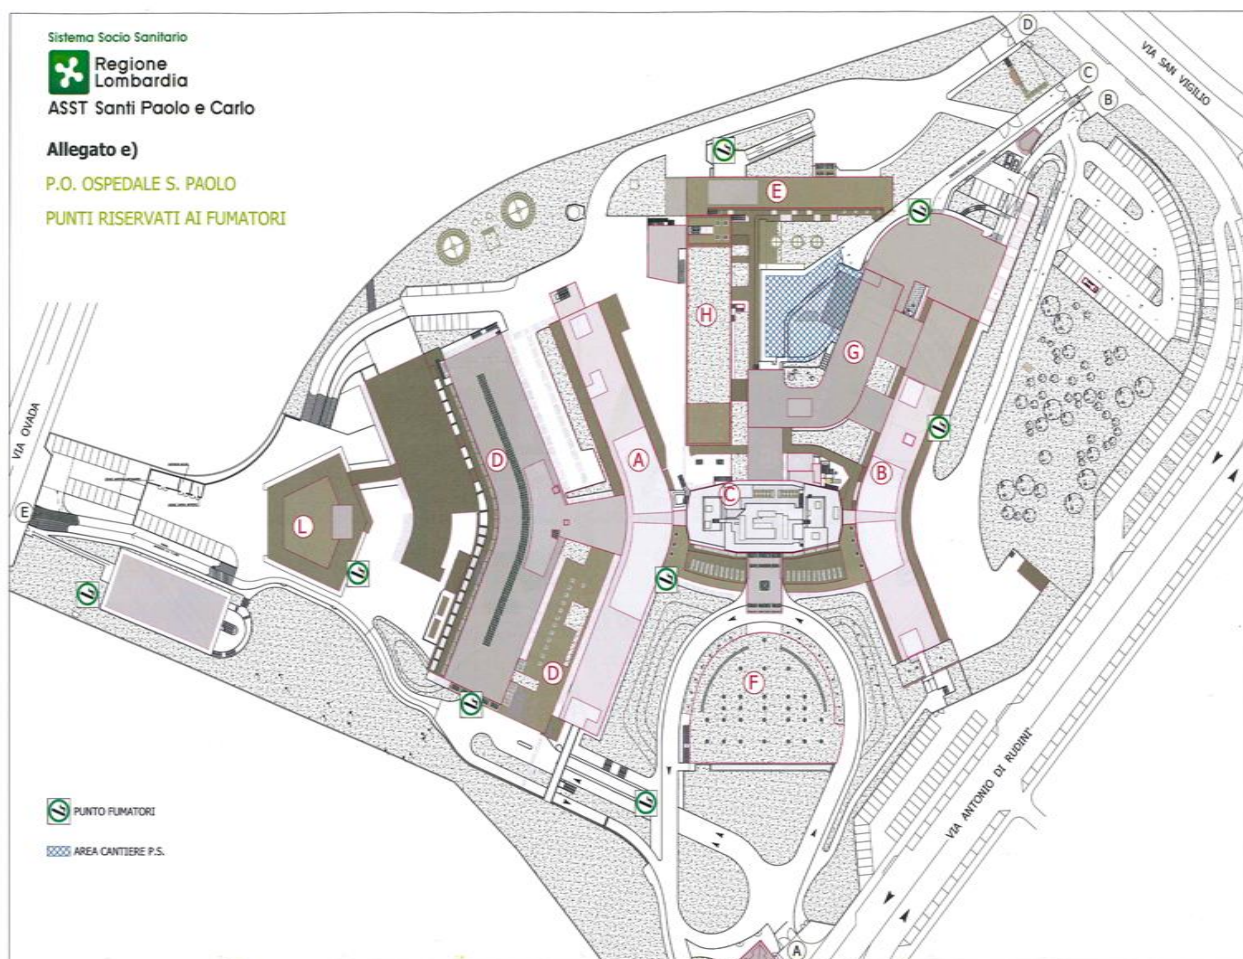 Sistema Socio Sanitario
Regione
Lombardia
ASST Santi Paolo e Carlo
Allegato e)
P.O. OSPEDALE S. PAOLO
PUNTI RISERVATI AI FUMATORI
D
C
B
VIA SAN VIGILIO
E
H
G
VIA OVADA
D
A
B
C
L
E
D
F
VIA ANTONIO DI RUDINI
PUNTO FUMATORI
AREA CANTIERE P.S.
A